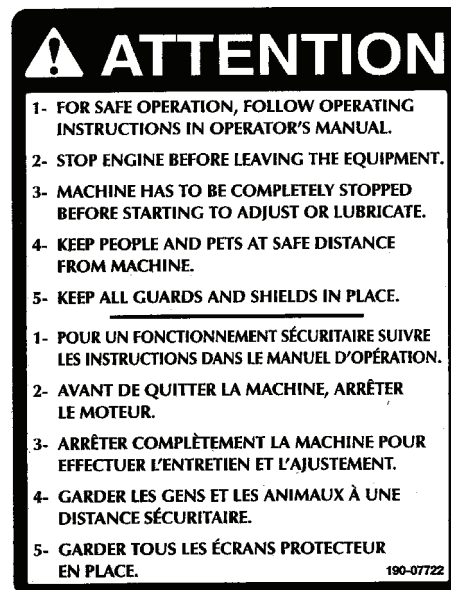 ATTENTION
1- FOR SAFE OPERATION, FOLLOW OPERATING
INSTRUCTIONS IN OPERATOR'S MANUAL.
2- STOP ENGINE BEFORE LEAVING THE EQUIPMENT.
3- MACHINE HAS TO BE COMPLETELY STOPPED
BEFORE STARTING TO ADJUST OR LUBRICATE.
4- KEEP PEOPLE AND PETS AT SAFE DISTANCE
FROM MACHINE.
5- KEEP ALL GUARDS AND SHIELDS IN PLACE.
1- POUR UN FONCTIONNEMENT SÉCURITAIRE SUIVRE
LES INSTRUCTIONS DANS LE MANUEL D'OPÉRATION.
2- AVANT DE QUITTER LA MACHINE, ARRÊTER
LE MOTEUR.
3- ARRÊTER COMPLÈTEMENT LA MACHINE POUR
EFFECTUER L'ENTRETIEN ET L'AJUSTEMENT.
4- GARDER LES GENS ET LES ANIMAUX À UNE
DISTANCE SÉCURITAIRE.
5- GARDER TOUS LES ÉCRANS PROTECTEUR
EN PLACE.
190-07722